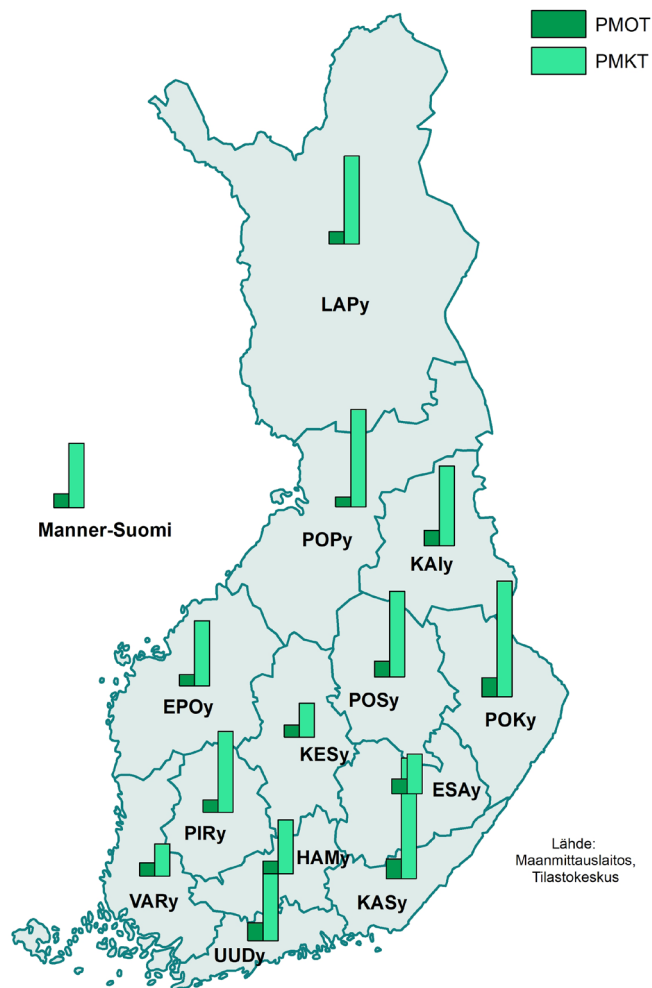 PMOT
PMKT
LAPy
Manner-Suomi
POPy
KAIy
EPOy
POSy
POKy
KESy
ESAy
PIRy
HAMy
Lähde:
Maanmittauslaitos,
Tilastokeskus
VARy
KASy
UUDy